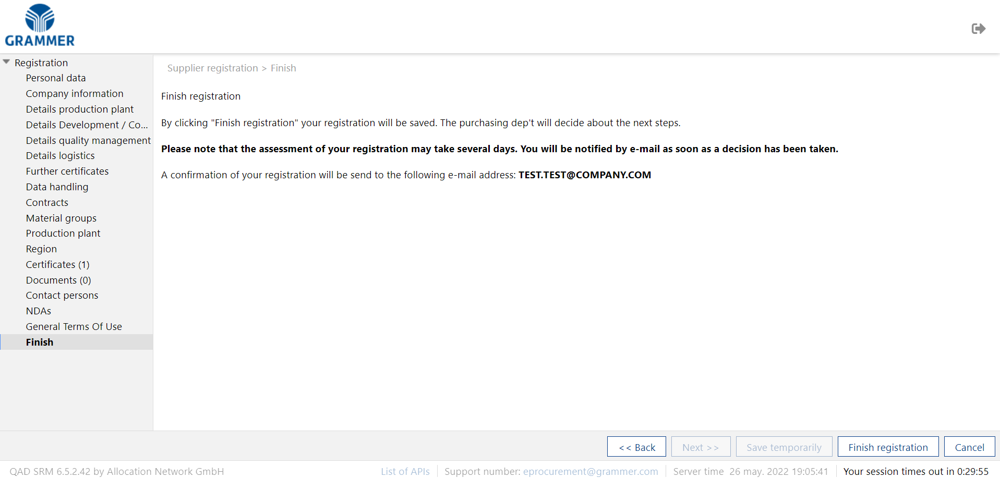 GRAMMER
Registration
Personal data
Company information
Details production plant
Details Development / Co...
Details quality management
Details logistics
Further certificates
Data handling
Contracts
Material groups
Production plant
Region
Certificates (1)
Documents (0)
Contact persons
NDAs
General Terms Of Use
Finish
Supplier registration > Finish
Finish registration
By clicking "Finish registration" your registration will be saved. The purchasing dep't will decide about the next steps.
Please note that the assessment of your registration may take several days. You will be notified by e-mail as soon as a decision has been taken.
A confirmation of your registration will be send to the following e-mail address: TEST.TEST@COMPANY.COM
<< Back
Next >>
Save temporarily
Finish registration
Cancel
QAD SRM 6.5.2.42 by Allocation Network GmbH
List of APIs
Support number: eprocurement@grammer.com
Server time 26 may. 2022 19:05:41
Your session times out in 0:29:55